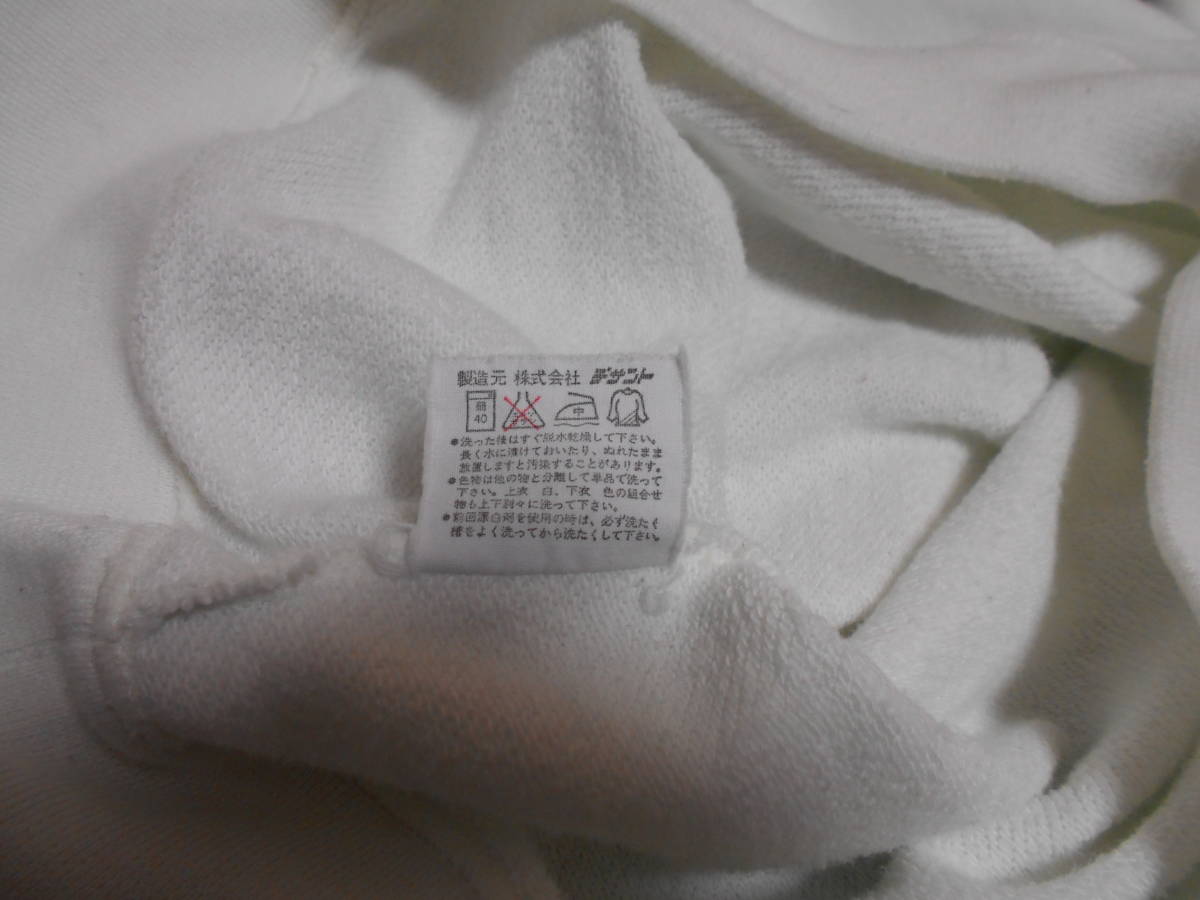 製造元 株式会社 デサント
40 中
●洗った後はすぐ脱水乾燥して下さい。
長く水に漬けておいたり、ぬれたまま
放置しますと汚染することがあります。
●色物は他の物と分離して単品で洗って
下さい。上衣 白、下衣 色の組合せ
物も上下別々に洗って下さい。
●前回漂白剤を使用の時は、必ず洗たく
槽をよく洗ってから洗たくして下さい。